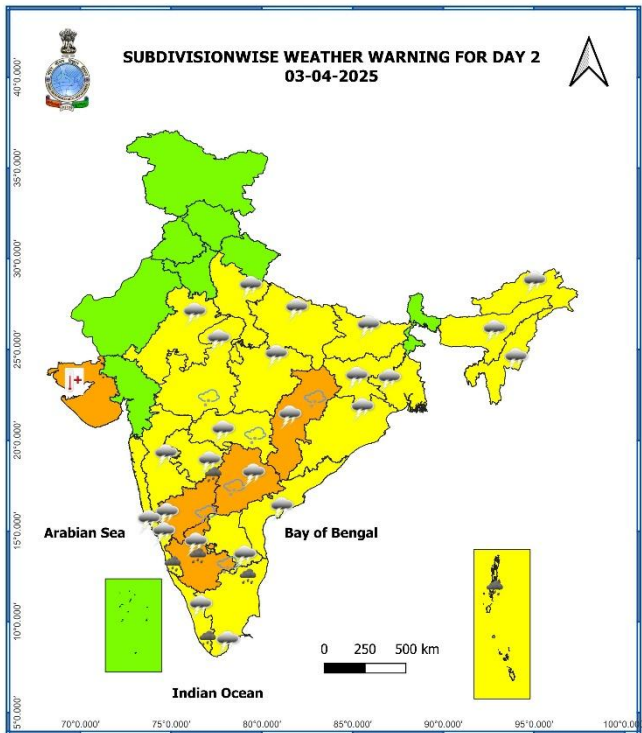 SUBDIVISIONWISE WEATHER WARNING FOR DAY 2
03-04-2025
40°0.000'
35°0.000'
30°0.000'
25°0.000'
20°0.000'
15°0.000'
10°0.000'
5°0.000'
Arabian Sea
Bay of Bengal
0 250 500 km
Indian Ocean
70°0.000' 75°0.000' 80°0.000' 85°0.000' 90°0.000' 95°0.000' 100°0.00